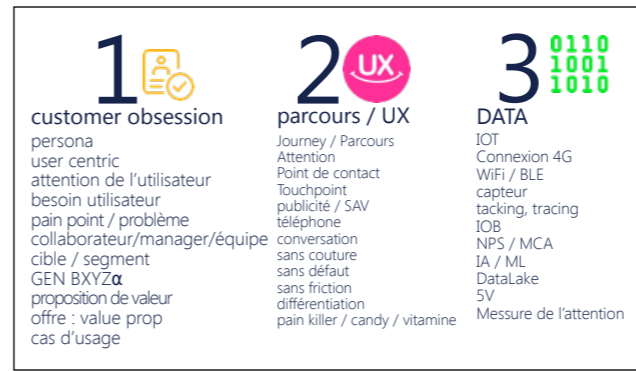 1
customer obsession
persona
user centric
attention de l'utilisateur
besoin utilisateur
pain point / problème
collaborateur/manager/équipe
cible / segment
GEN BXYZα
proposition de valeur
offre : value prop
cas d'usage
2
UX
parcours / UX
Journey / Parcours
Attention
Point de contact
Touchpoint
publicité / SAV
téléphone
conversation
sans couture
sans défaut
sans friction
différentiation
pain killer / candy / vitamine
3
0110
1001
1010
DATA
IOT
Connexion 4G
WiFi / BLE
capteur
tacking, tracing
IOB
NPS / MCA
IA / ML
DataLake
5V
Messure de l'attention